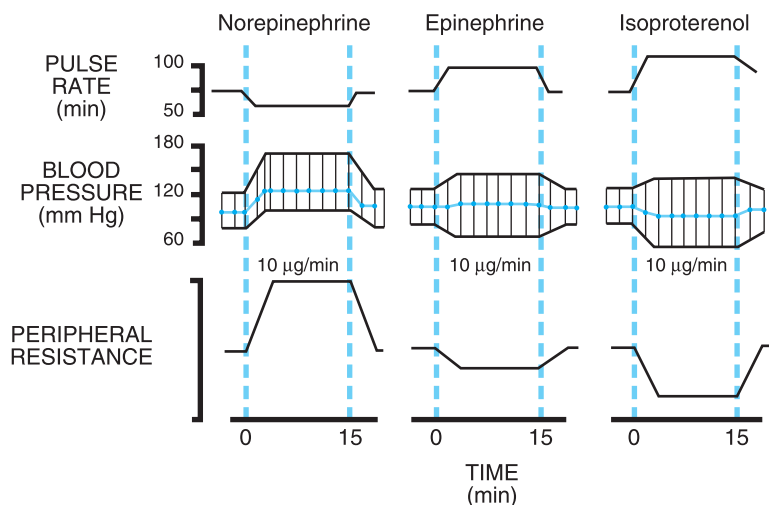 Norepinephrine Epinephrine Isoproterenol
PULSE
RATE
(min)
100
50
BLOOD
PRESSURE
(mm Hg)
180
120
60
10 µg/min 10 µg/min 10 µg/min
PERIPHERAL
RESISTANCE
0 15 0 15 0 15
TIME
(min)